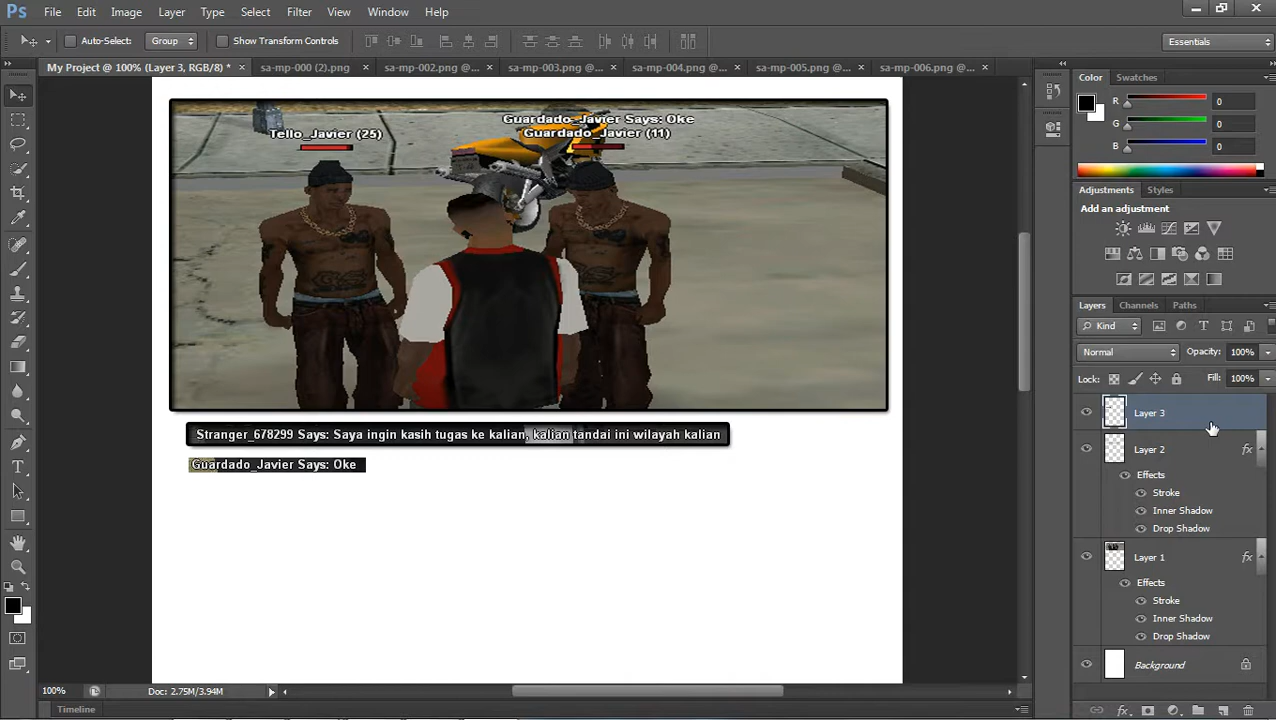 Ps File Edit Image Layer Type Select Filter View Window Help
Auto-Select: Group Show Transform Controls Essentials
My Project @ 100% (Layer 3, RGB/8) * × sa-mp-000 (2).png × sa-mp-002.png @... × sa-mp-003.png @... × sa-mp-004.png @... × sa-mp-005.png @... × sa-mp-006.png @... ×
Color Swatches
R 0
G 0
B 0
Adjustments Styles
Add an adjustment
Layers Channels Paths
Kind
Normal Opacity: 100%
Lock: Fill: 100%
Layer 3
Layer 2 fx
Effects
Stroke
Inner Shadow
Drop Shadow
Layer 1 fx
Effects
Stroke
Inner Shadow
Drop Shadow
Background
Guardado_Javier Says: Oke
Tello_Javier (25) Guardado_Javier (11)
Stranger_678299 Says: Saya ingin kasih tugas ke kalian, kalian tandai ini wilayah kalian
Guardado_Javier Says: Oke
100% Doc: 2.75M/3.94M
Timeline